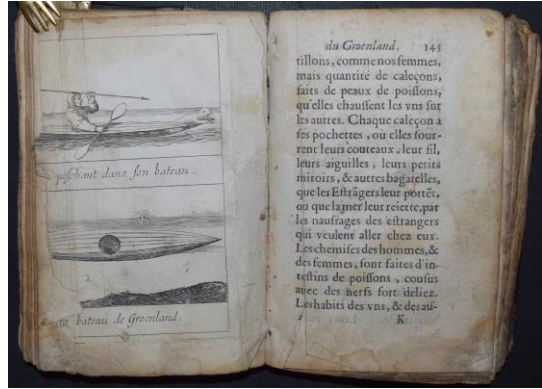 peschant dans son bateau.
bateau de Groenland.
du Groenland. 145
tillons, comme nos femmes,
mais quantité de caleçons,
faits de peaux de poissons,
qu'elles chaussent les vns sur
les autres. Chaque caleçon a
ses pochettes, où elles four-
rent leurs couteaux, leur fil,
leurs aiguilles, leurs petits
miroirs, & autres bagatelles,
que les Estrãgers leur portẽt,
ou que la mer leur reiette, par
les naufrages des estrangers
qui veulent aller chez eux.
Les chemises des hommes, &
des femmes, sont faites d'in-
testins de poissons, cousus
auec des nerfs fort deliez.
Les habits des vns, & des au-
i K